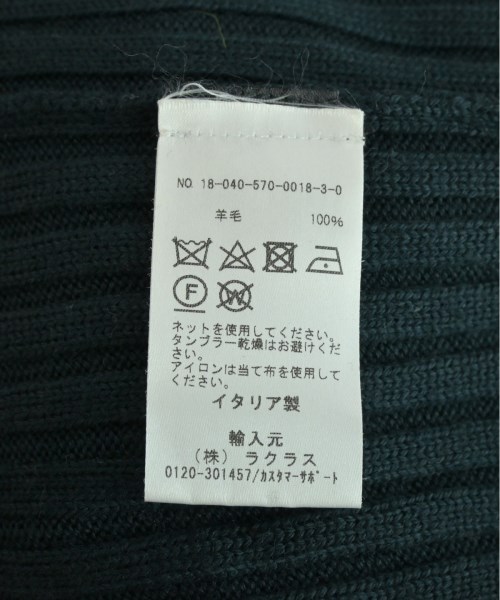 NO. 18-040-570-0018-3-0
羊毛 100%
F W
ネットを使用してください。
タンブラー乾燥はお避けくだ
さい。
アイロンは当て布を使用して
ください。
イタリア製
輸入元
(株) ラクラス
0120-301457/カスタマーサポート